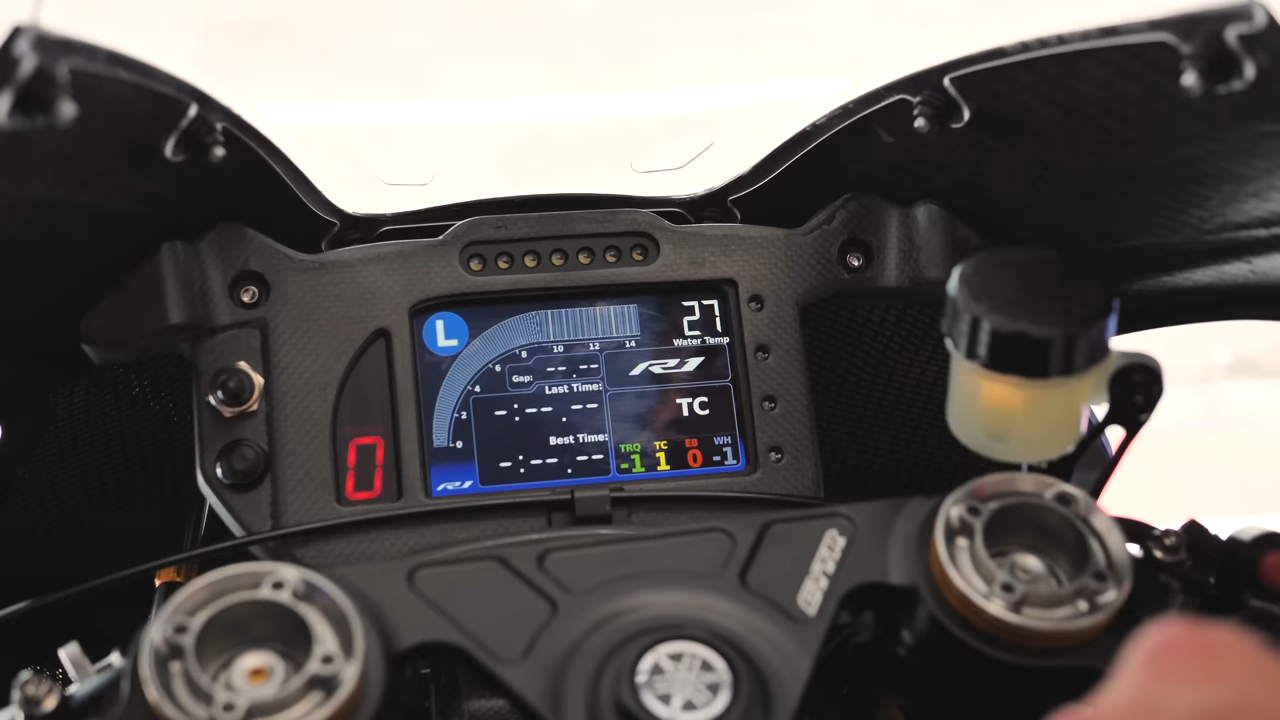 L
27
Water Temp
0 2 4 6 8 10 12 14
Gap: --.--
R1
Last Time:
-:--.--
TC
Best Time:
-:--.--
TRQ TC EB WH
-1 1 0 -1
R1
0
GYTR